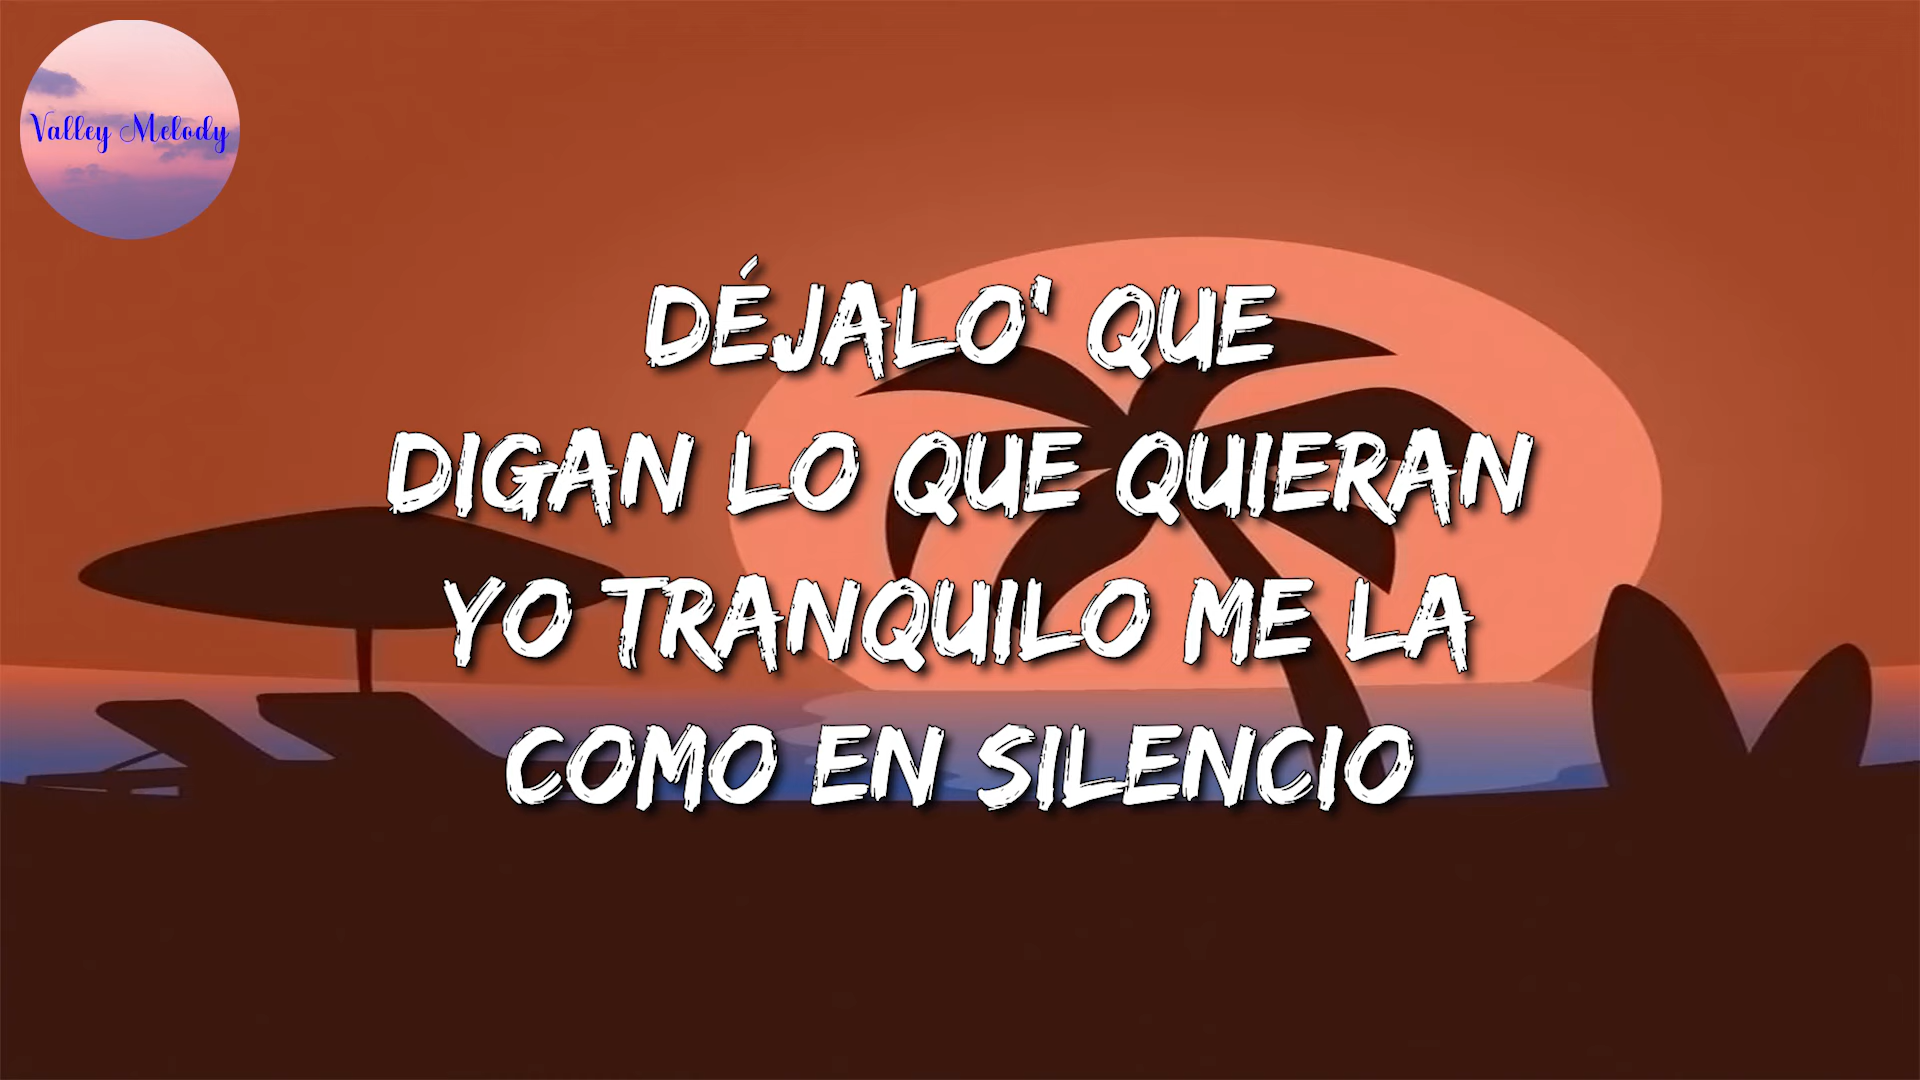 Valley Melody
DÉJALO' QUE
DIGAN LO QUE QUIERAN
YO TRANQUILO ME LA
COMO EN SILENCIO